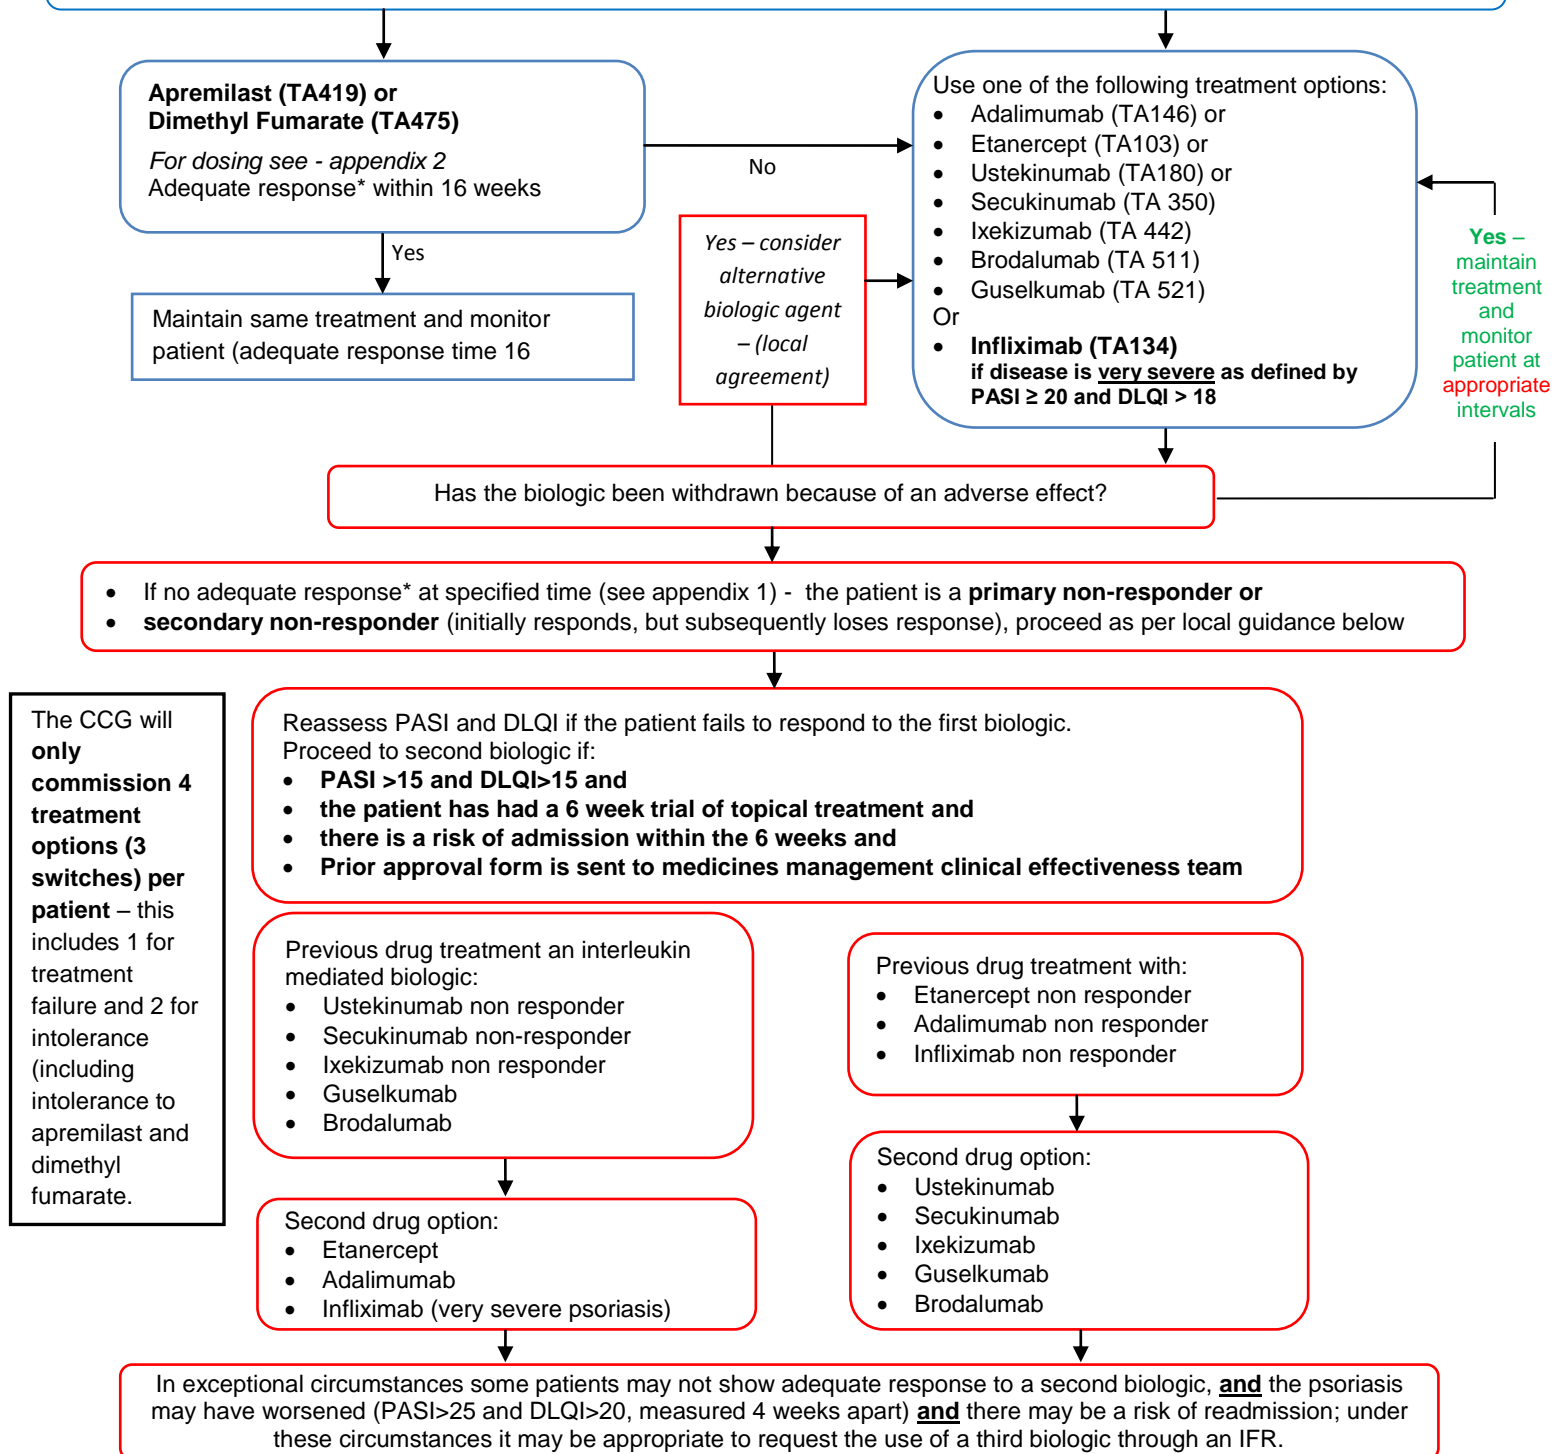 Apremilast (TA419) or
Dimethyl Fumarate (TA475)
For dosing see - appendix 2
Adequate response* within 16 weeks
No
Yes
Maintain same treatment and monitor
patient (adequate response time 16
Yes – consider
alternative
biologic agent
– (local
agreement)
Use one of the following treatment options:
• Adalimumab (TA146) or
• Etanercept (TA103) or
• Ustekinumab (TA180) or
• Secukinumab (TA 350)
• Ixekizumab (TA 442)
• Brodalumab (TA 511)
• Guselkumab (TA 521)
Or
• Infliximab (TA134)
if disease is very severe as defined by
PASI ≥ 20 and DLQI > 18
Yes –
maintain
treatment
and
monitor
patient at
appropriate
intervals
Has the biologic been withdrawn because of an adverse effect?
• If no adequate response* at specified time (see appendix 1) - the patient is a primary non-responder or
• secondary non-responder (initially responds, but subsequently loses response), proceed as per local guidance below
The CCG will
only
commission 4
treatment
options (3
switches) per
patient – this
includes 1 for
treatment
failure and 2 for
intolerance
(including
intolerance to
apremilast and
dimethyl
fumarate.
Reassess PASI and DLQI if the patient fails to respond to the first biologic.
Proceed to second biologic if:
• PASI >15 and DLQI>15 and
• the patient has had a 6 week trial of topical treatment and
• there is a risk of admission within the 6 weeks and
• Prior approval form is sent to medicines management clinical effectiveness team
Previous drug treatment an interleukin
mediated biologic:
• Ustekinumab non responder
• Secukinumab non-responder
• Ixekizumab non responder
• Guselkumab
• Brodalumab
Previous drug treatment with:
• Etanercept non responder
• Adalimumab non responder
• Infliximab non responder
Second drug option:
• Etanercept
• Adalimumab
• Infliximab (very severe psoriasis)
Second drug option:
• Ustekinumab
• Secukinumab
• Ixekizumab
• Guselkumab
• Brodalumab
In exceptional circumstances some patients may not show adequate response to a second biologic, and the psoriasis
may have worsened (PASI>25 and DLQI>20, measured 4 weeks apart) and there may be a risk of readmission; under
these circumstances it may be appropriate to request the use of a third biologic through an IFR.